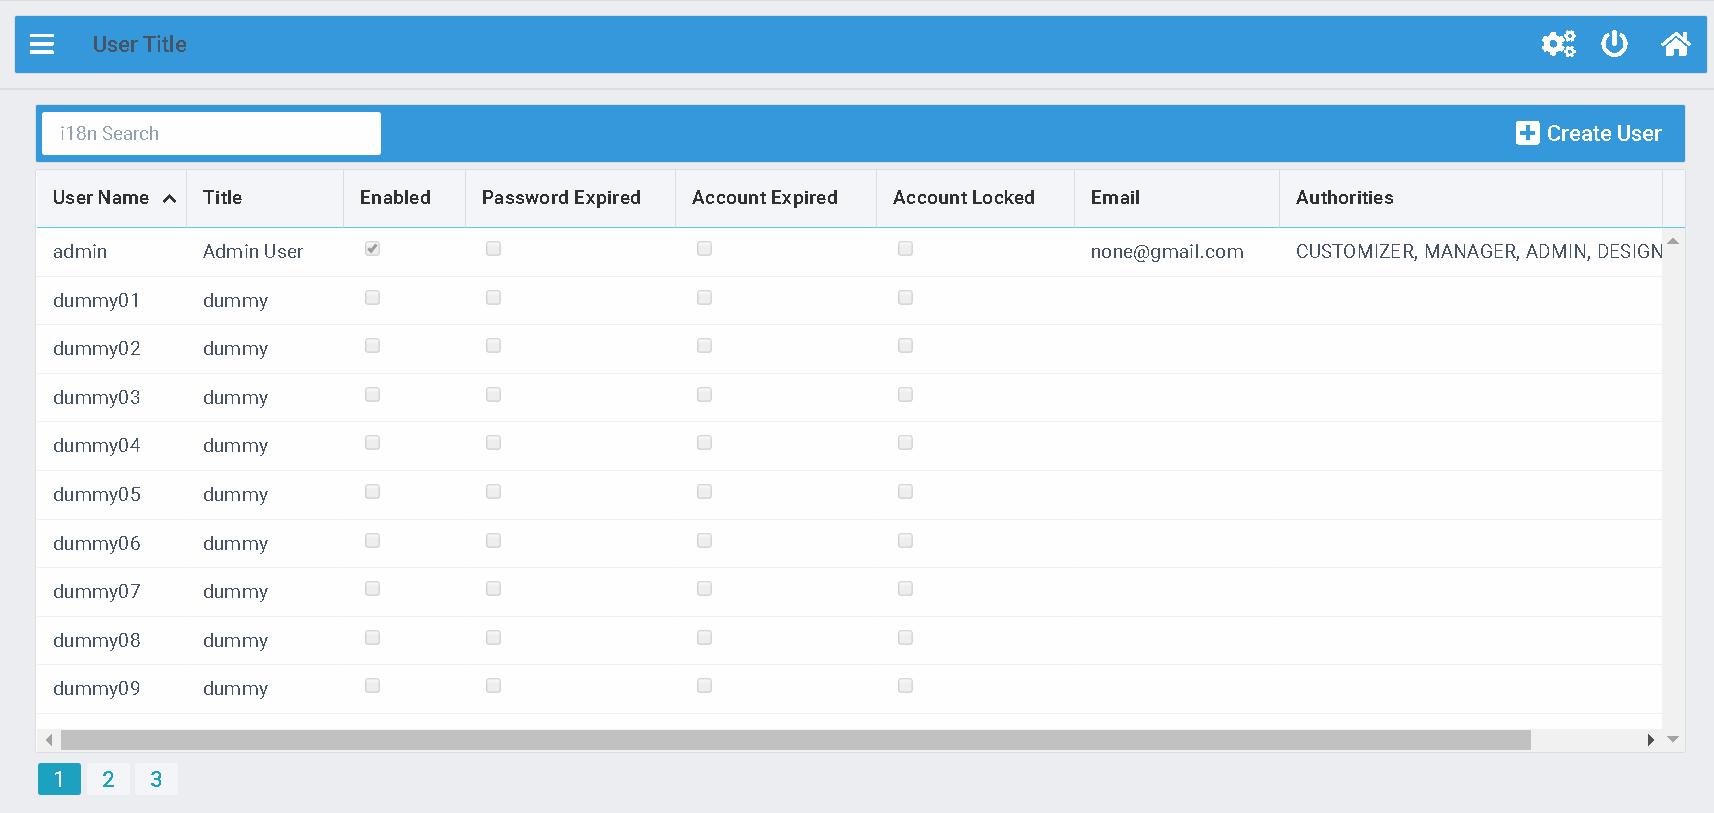 User Title
i18n Search Create User
User Name Title Enabled Password Expired Account Expired Account Locked Email Authorities
admin Admin User none@gmail.com CUSTOMIZER, MANAGER, ADMIN, DESIGN
dummy01 dummy
dummy02 dummy
dummy03 dummy
dummy04 dummy
dummy05 dummy
dummy06 dummy
dummy07 dummy
dummy08 dummy
dummy09 dummy
1 2 3